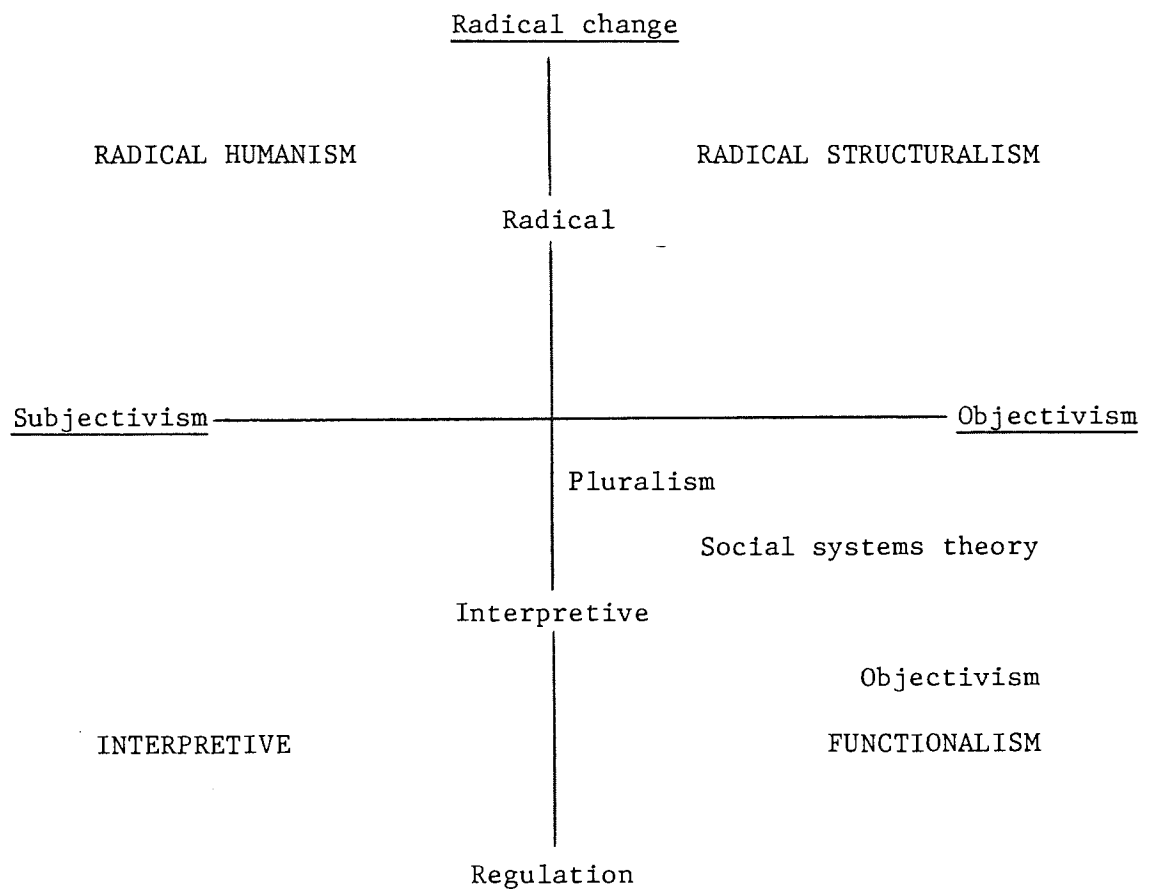 Radical change
RADICAL HUMANISM RADICAL STRUCTURALISM
Radical
Subjectivism Objectivism
Pluralism
Social systems theory
Interpretive
Objectivism
INTERPRETIVE FUNCTIONALISM
Regulation